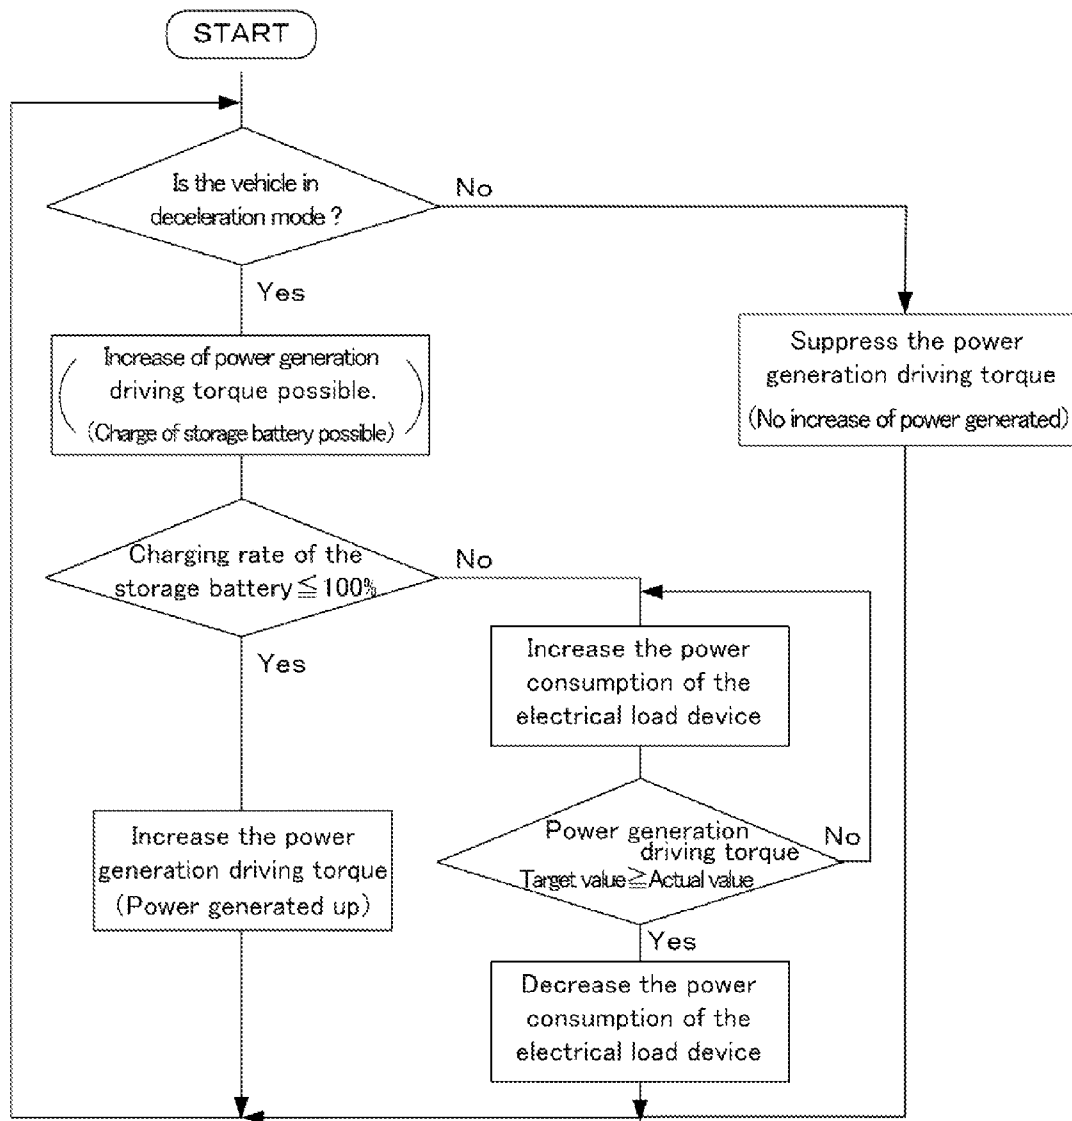 START
Is the vehicle in
deceleration mode ?
No
Yes
Increase of power generation
driving torque possible.
(Charge of storage battery possible)
Suppress the power
generation driving torque
(No increase of power generated)
Charging rate of the
storage battery≦100%
No
Yes
Increase the power
consumption of the
electrical load device
Increase the power
generation driving torque
(Power generated up)
Power generation
driving torque
Target value≧Actual value
No
Yes
Decrease the power
consumption of the
electrical load device